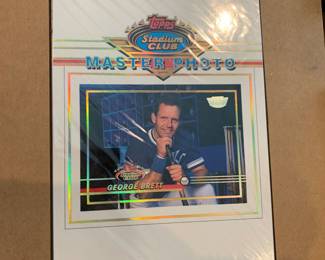 Topps
Stadium
CLUB
MASTER PHOTO
GEORGE BRETT